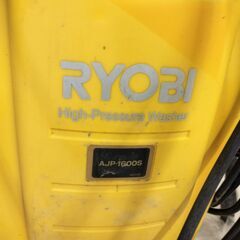 RYOBI
High-Pressure Washer
AJP-1600S